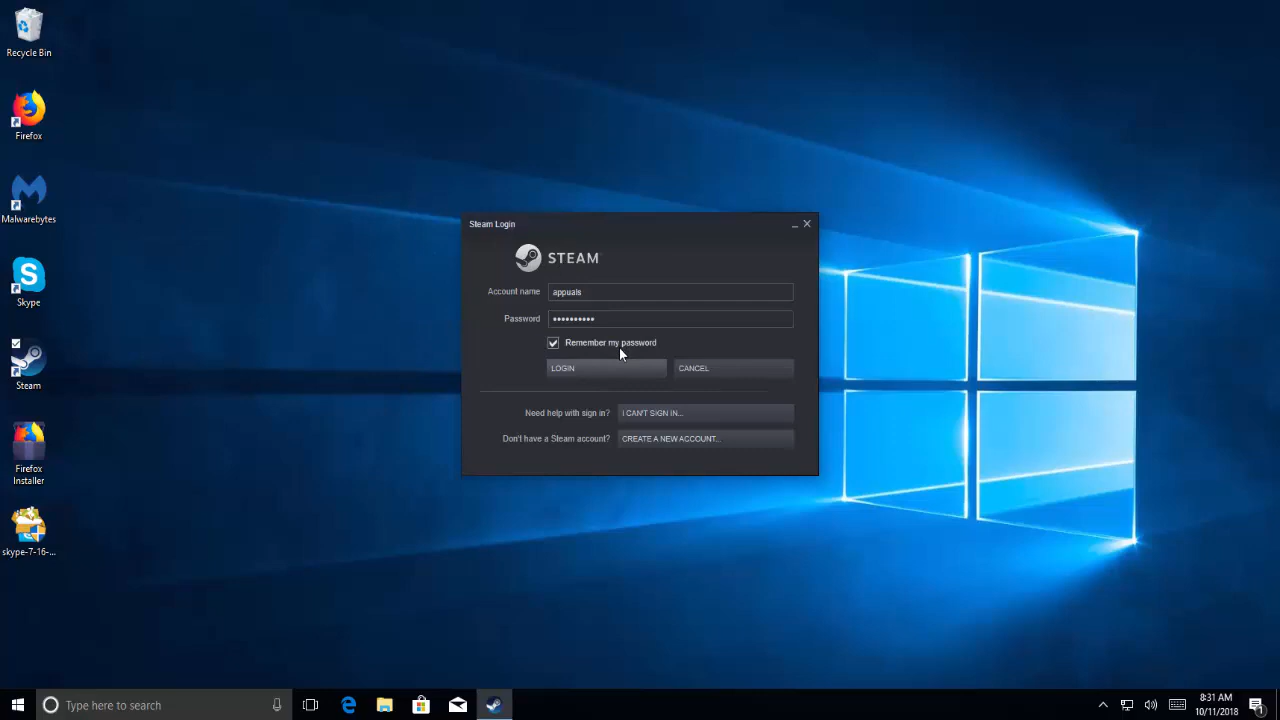 Recycle Bin
Firefox
Malwarebytes
Skype
Steam
Firefox
Installer
skype-7-16-...
Steam Login
STEAM
Account name
appuals
Password
••••••••••
Remember my password
LOGIN
CANCEL
Need help with sign in?
I CAN'T SIGN IN...
Don't have a Steam account?
CREATE A NEW ACCOUNT...
Type here to search
8:31 AM
10/11/2018
1